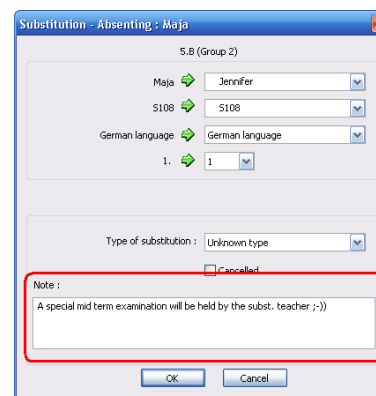 Substitution - Absenting : Maja
5.B (Group 2)
Maja Jennifer
S108 S108
German language German language
1. 1
Type of substitution : Unknown type
Cancelled
Note :
A special mid term examination will be held by the subst. teacher ;-))
OK Cancel